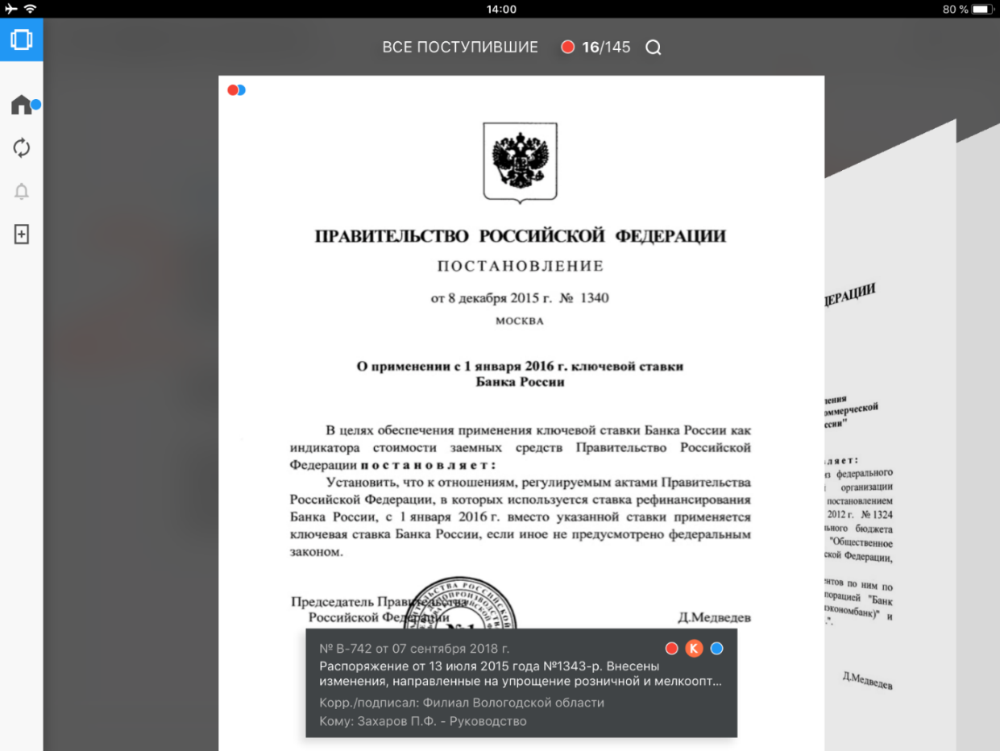 14:00
80 %
ВСЕ ПОСТУПИВШИЕ
16/145
ПРАВИТЕЛЬСТВО РОССИЙСКОЙ ФЕДЕРАЦИИ
ПОСТАНОВЛЕНИЕ
от 8 декабря 2015 г. № 1340
МОСКВА
О применении с 1 января 2016 г. ключевой ставки
Банка России
В целях обеспечения применения ключевой ставки Банка России как
индикатора стоимости заемных средств Правительство Российской
Федерации постановляет:
Установить, что к отношениям, регулируемым актами Правительства
Российской Федерации, в которых используется ставка рефинансирования
Банка России, с 1 января 2016 г. вместо указанной ставки применяется
ключевая ставка Банка России, если иное не предусмотрено федеральным
законом.
Председатель Правительства
Российской Федерации
Д.Медведев
№ В-742 от 07 сентября 2018 г.
К
Распоряжение от 13 июля 2015 года №1343-р. Внесены
изменения, направленные на упрощение розничной и мелкоопт...
Корр./подписал: Филиал Вологодской области
Кому: Захаров П.Ф. - Руководство
ДЕРАЦИИ
ления
оммерческой
ссии"
ляет:
из федерального
организации
постановлением
2012 г. № 1324
ьного бюджета
"Общественное
ской Федерации,
ентов по ним по
порацией "Банк
экономбанк)" и
".
Д.Медведев